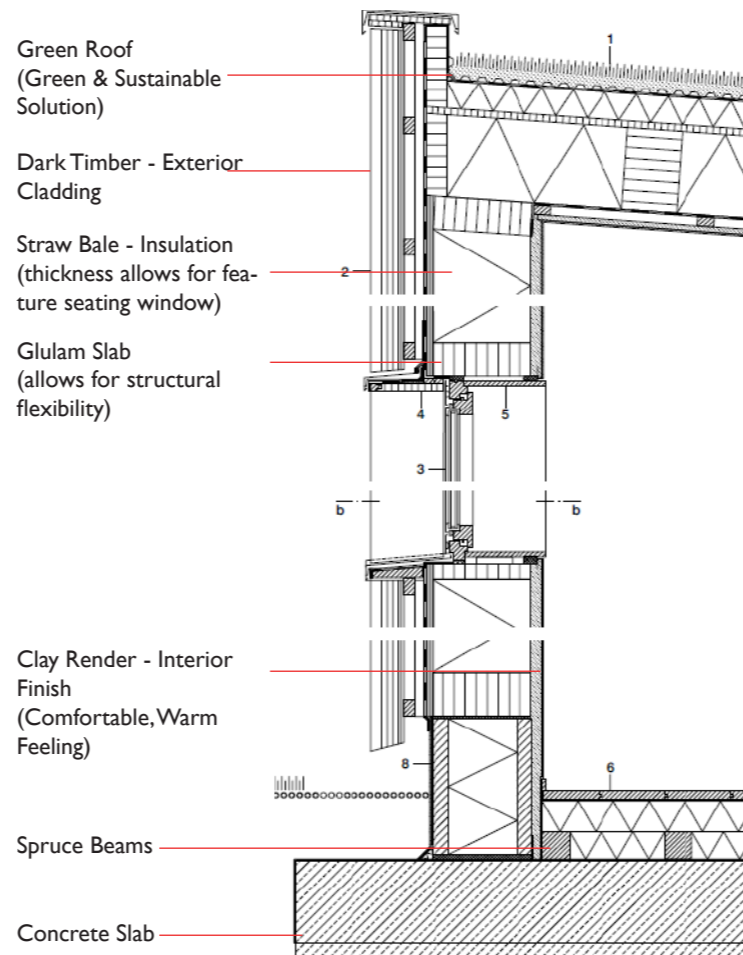 Green Roof
(Green & Sustainable
Solution)
Dark Timber - Exterior
Cladding
Straw Bale - Insulation
(thickness allows for fea-
ture seating window)
Glulam Slab
(allows for structural
flexibility)
Clay Render - Interior
Finish
(Comfortable, Warm
Feeling)
Spruce Beams
Concrete Slab
1
2
4
5
3
b
b
8
6